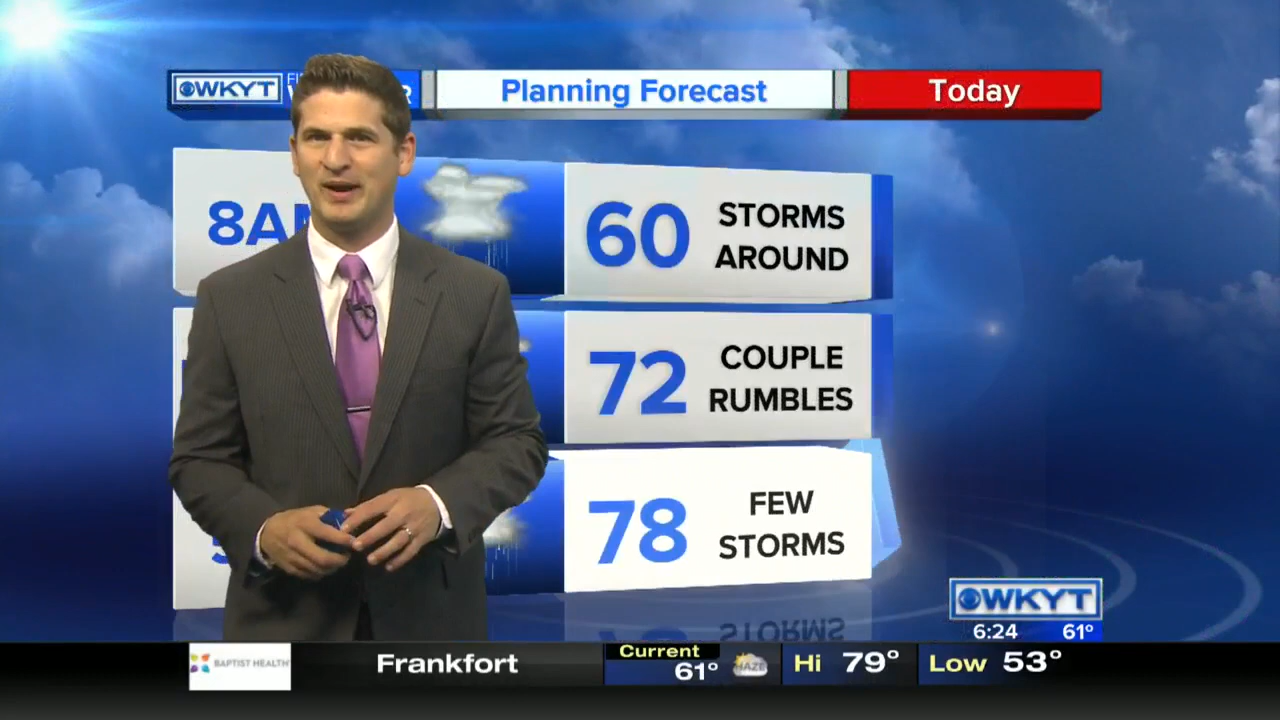 WKYT
Planning Forecast
Today
8A
60
STORMS
AROUND
72
COUPLE
RUMBLES
78
FEW
STORMS
WKYT
6:24 61°
BAPTIST HEALTH
Frankfort
Current
61°
HAZE
Hi 79°
Low 53°